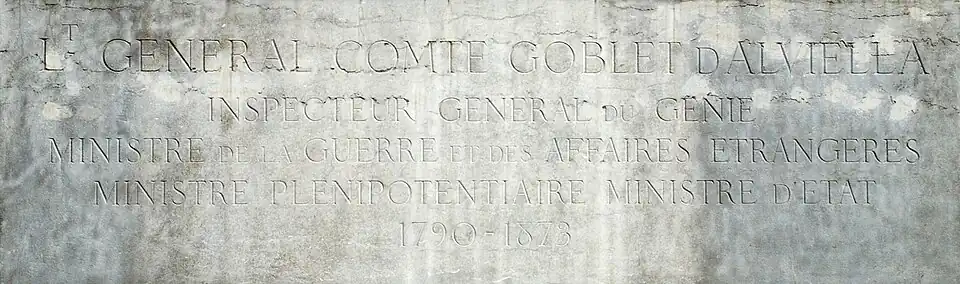 LT GENERAL COMTE GOBLET D'ALVIELLA
INSPECTEUR GENERAL DU GENIE
MINISTRE DE LA GUERRE ET DES AFFAIRES ETRANGERES
MINISTRE PLENIPOTENTIAIRE MINISTRE D'ETAT
1790-1873